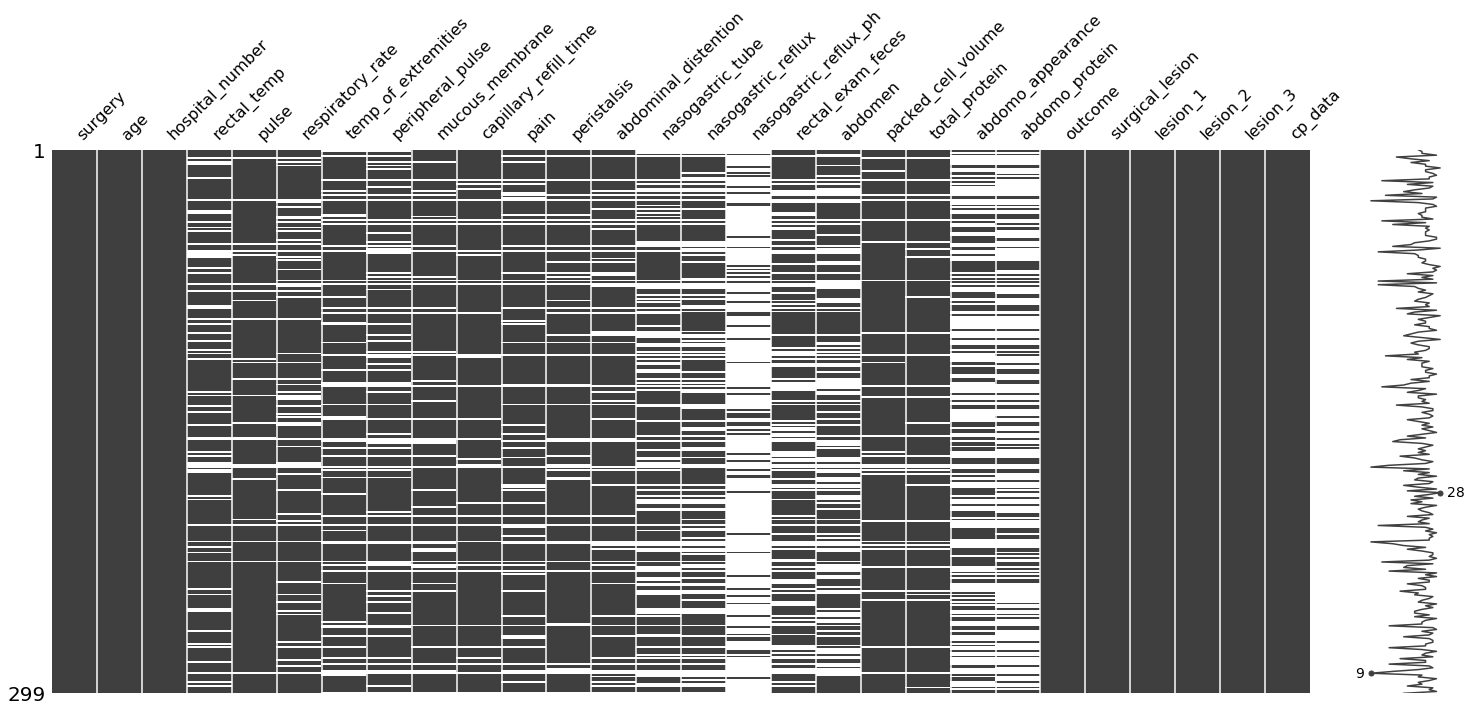 surgery
age
hospital_number
rectal_temp
pulse
respiratory_rate
temp_of_extremities
peripheral_pulse
mucous_membrane
capillary_refill_time
pain
peristalsis
abdominal_distention
nasogastric_tube
nasogastric_reflux
nasogastric_reflux_ph
rectal_exam_feces
abdomen
packed_cell_volume
total_protein
abdomo_appearance
abdomo_protein
outcome
surgical_lesion
lesion_1
lesion_2
lesion_3
cp_data
1
28
9
299